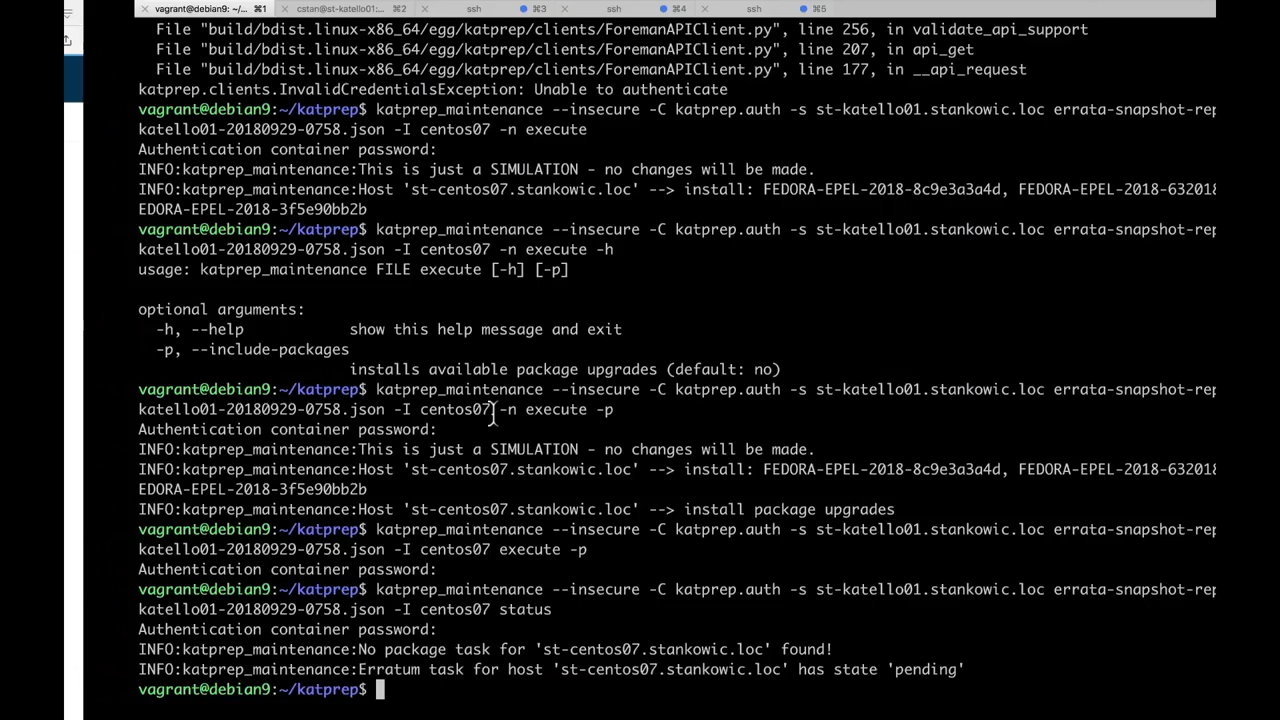 vagrant@debian9: ~/... ⌘1 cstan@st-katello01:... ⌘2 ssh ⌘3 ssh ⌘4 ssh ⌘5
File "build/bdist.linux-x86_64/egg/katprep/clients/ForemanAPIClient.py", line 256, in validate_api_support
File "build/bdist.linux-x86_64/egg/katprep/clients/ForemanAPIClient.py", line 207, in api_get
File "build/bdist.linux-x86_64/egg/katprep/clients/ForemanAPIClient.py", line 177, in __api_request
katprep.clients.InvalidCredentialsException: Unable to authenticate
vagrant@debian9:~/katprep$ katprep_maintenance --insecure -C katprep.auth -s st-katello01.stankowic.loc errata-snapshot-rep
katello01-20180929-0758.json -I centos07 -n execute
Authentication container password:
INFO:katprep_maintenance:This is just a SIMULATION - no changes will be made.
INFO:katprep_maintenance:Host 'st-centos07.stankowic.loc' --> install: FEDORA-EPEL-2018-8c9e3a3a4d, FEDORA-EPEL-2018-632018
EDORA-EPEL-2018-3f5e90bb2b
vagrant@debian9:~/katprep$ katprep_maintenance --insecure -C katprep.auth -s st-katello01.stankowic.loc errata-snapshot-rep
katello01-20180929-0758.json -I centos07 -n execute -h
usage: katprep_maintenance FILE execute [-h] [-p]
optional arguments:
-h, --help show this help message and exit
-p, --include-packages
installs available package upgrades (default: no)
vagrant@debian9:~/katprep$ katprep_maintenance --insecure -C katprep.auth -s st-katello01.stankowic.loc errata-snapshot-rep
katello01-20180929-0758.json -I centos07 -n execute -p
Authentication container password:
INFO:katprep_maintenance:This is just a SIMULATION - no changes will be made.
INFO:katprep_maintenance:Host 'st-centos07.stankowic.loc' --> install: FEDORA-EPEL-2018-8c9e3a3a4d, FEDORA-EPEL-2018-632018
EDORA-EPEL-2018-3f5e90bb2b
INFO:katprep_maintenance:Host 'st-centos07.stankowic.loc' --> install package upgrades
vagrant@debian9:~/katprep$ katprep_maintenance --insecure -C katprep.auth -s st-katello01.stankowic.loc errata-snapshot-rep
katello01-20180929-0758.json -I centos07 execute -p
Authentication container password:
vagrant@debian9:~/katprep$ katprep_maintenance --insecure -C katprep.auth -s st-katello01.stankowic.loc errata-snapshot-rep
katello01-20180929-0758.json -I centos07 status
Authentication container password:
INFO:katprep_maintenance:No package task for 'st-centos07.stankowic.loc' found!
INFO:katprep_maintenance:Erratum task for host 'st-centos07.stankowic.loc' has state 'pending'
vagrant@debian9:~/katprep$